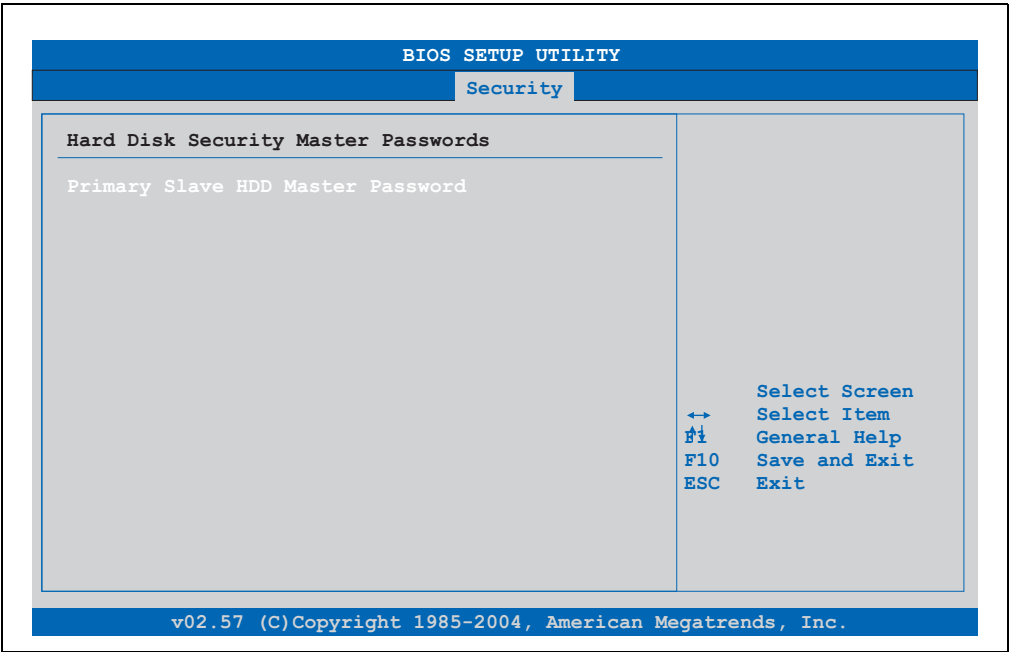 BIOS SETUP UTILITY
Security
Hard Disk Security Master Passwords
Primary Slave HDD Master Password
Select Screen
↔ Select Item
F1 General Help
F10 Save and Exit
ESC Exit
v02.57 (C)Copyright 1985-2004, American Megatrends, Inc.